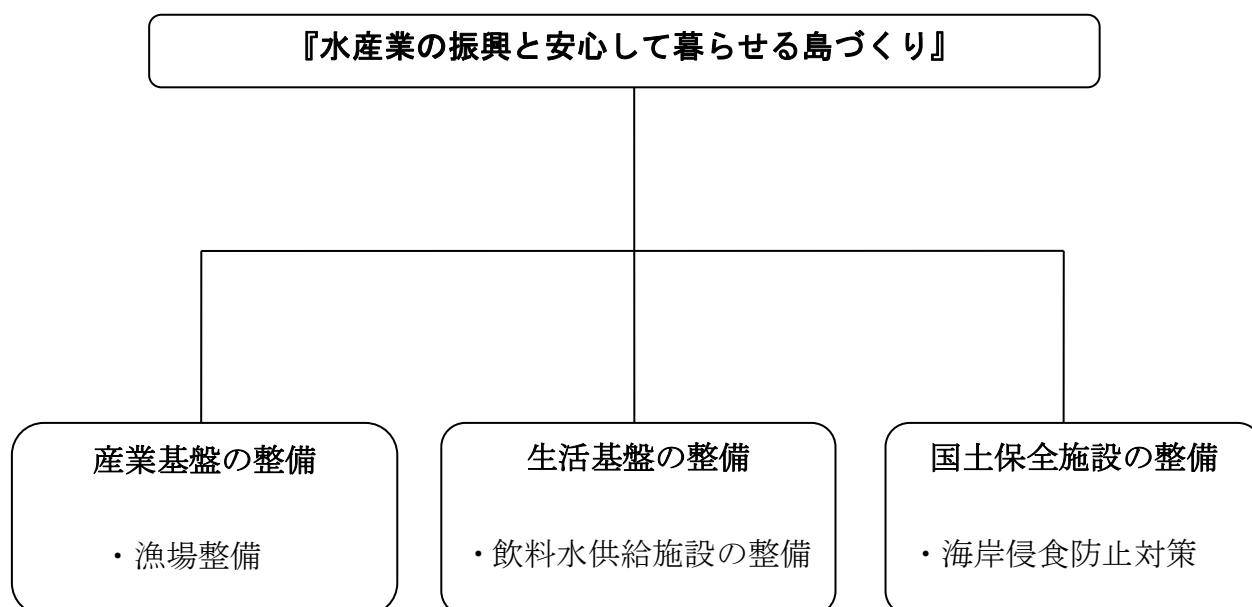 『水産業の振興と安心して暮らせる島づくり』
産業基盤の整備
・漁場整備
生活基盤の整備
・飲料水供給施設の整備
国土保全施設の整備
・海岸侵食防止対策